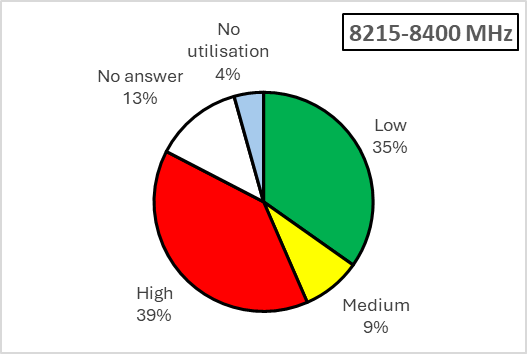 8215-8400 MHz
No
utilisation
4%
No answer
13%
Low
35%
High
39%
Medium
9%